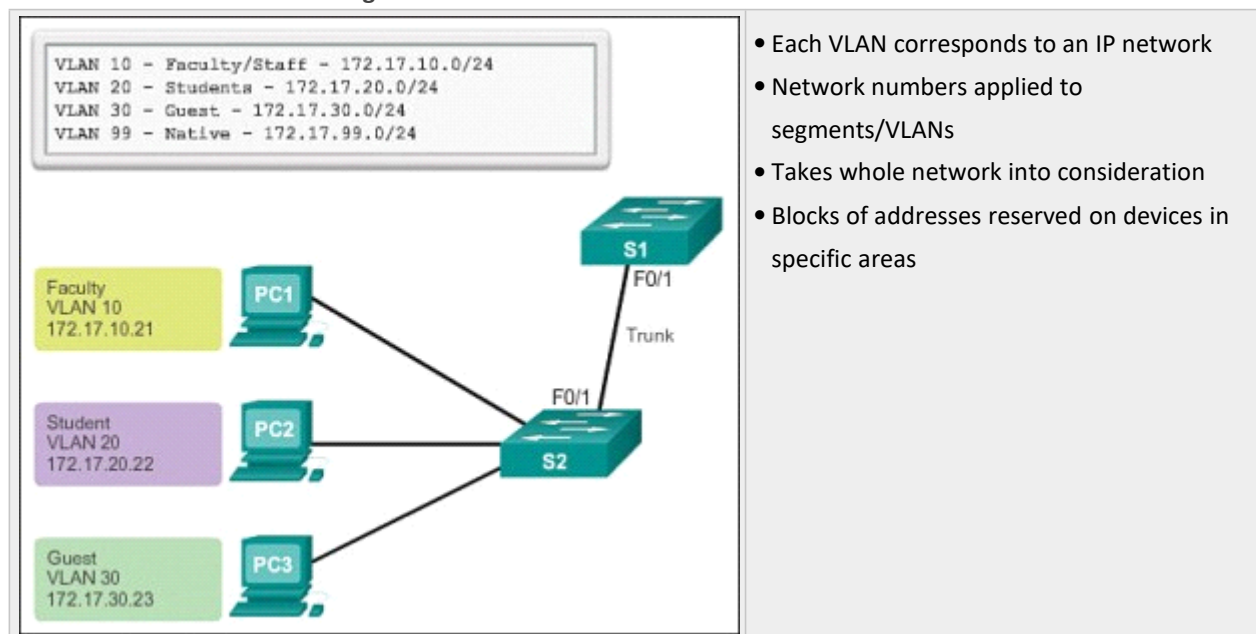 VLAN 10 - Faculty/Staff - 172.17.10.0/24
VLAN 20 - Students - 172.17.20.0/24
VLAN 30 - Guest - 172.17.30.0/24
VLAN 99 - Native - 172.17.99.0/24
S1
F0/1
Trunk
F0/1
S2
Faculty
VLAN 10
172.17.10.21
PC1
Student
VLAN 20
172.17.20.22
PC2
Guest
VLAN 30
172.17.30.23
PC3
• Each VLAN corresponds to an IP network
• Network numbers applied to
segments/VLANs
• Takes whole network into consideration
• Blocks of addresses reserved on devices in
specific areas